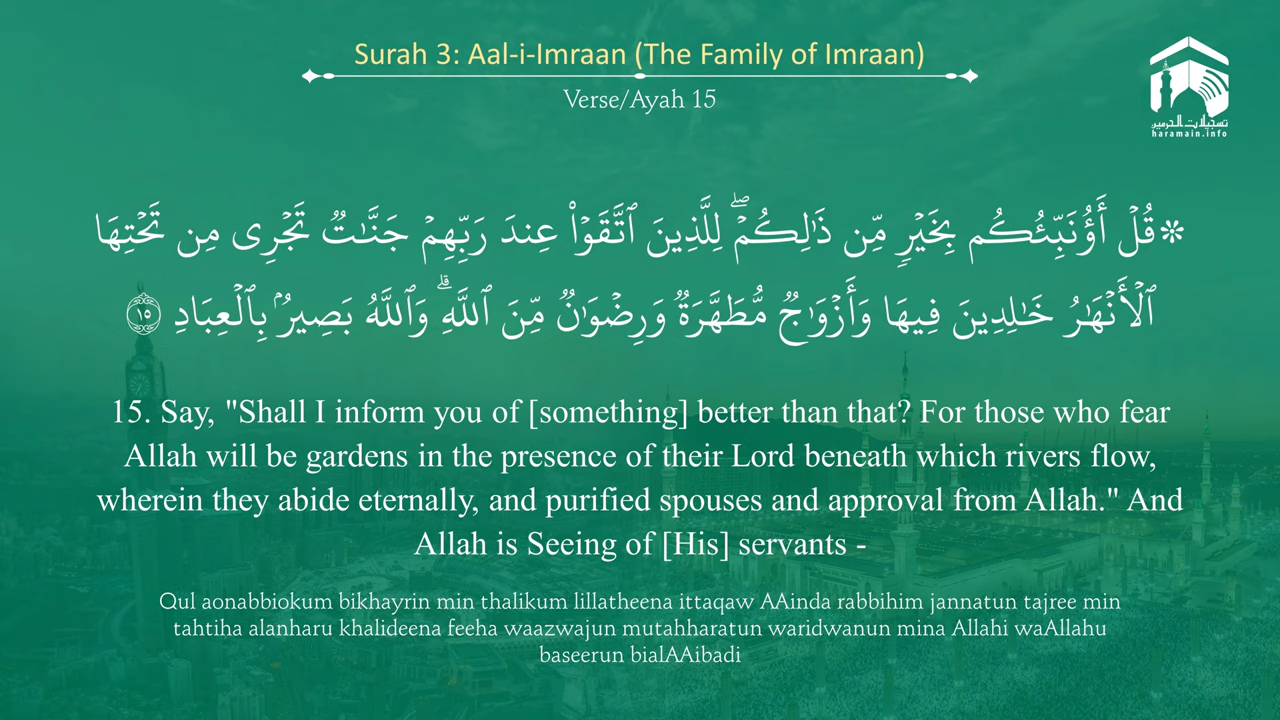 Surah 3: Aal-i-Imraan (The Family of Imraan)
Verse/Ayah 15
تسجيلات الحرمين
haramain.info
۞قُلۡ أَؤُنَبِّئُكُم بِخَيۡرٖ مِّن ذَٰلِكُمۡۖ لِلَّذِينَ ٱتَّقَوۡاْ عِندَ رَبِّهِمۡ جَنَّٰتٞ تَجۡرِي مِن تَحۡتِهَا
ٱلۡأَنۡهَٰرُ خَٰلِدِينَ فِيهَا وَأَزۡوَٰجٞ مُّطَهَّرَةٞ وَرِضۡوَٰنٞ مِّنَ ٱللَّهِۗ وَٱللَّهُ بَصِيرُۢ بِٱلۡعِبَادِ ١٥
15. Say, "Shall I inform you of [something] better than that? For those who fear
Allah will be gardens in the presence of their Lord beneath which rivers flow,
wherein they abide eternally, and purified spouses and approval from Allah." And
Allah is Seeing of [His] servants -
Qul aonabbiokum bikhayrin min thalikum lillatheena ittaqaw AAinda rabbihim jannatun tajree min
tahtiha alanharu khalideena feeha waazwajun mutahharatun waridwanun mina Allahi waAllahu
baseerun bialAAibadi